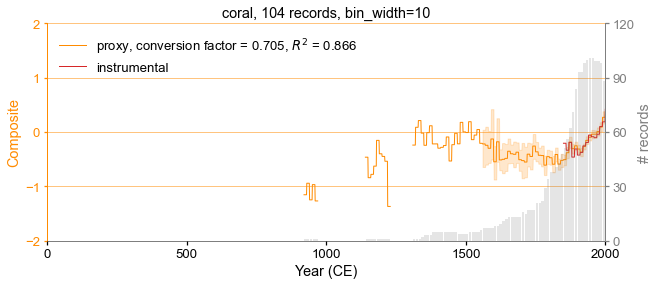 coral, 104 records, bin_width=10
proxy, conversion factor = 0.705, R² = 0.866
instrumental
Composite
2
1
0
−1
−2
120
90
60
30
0
# records
0
500
1000
1500
2000
Year (CE)